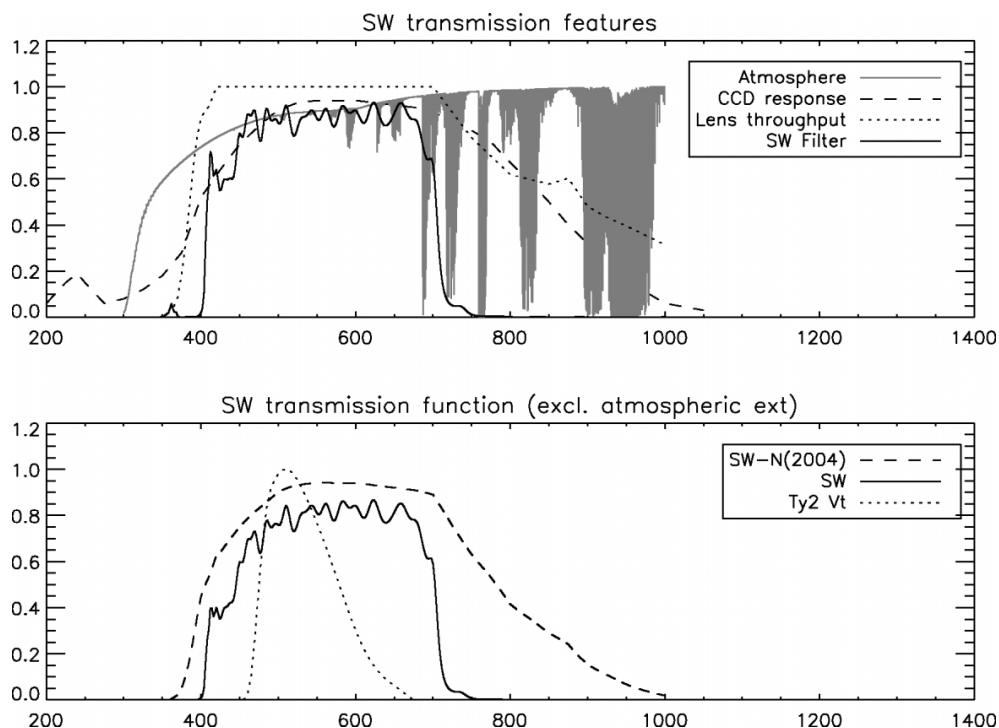 SW transmission features
1.2
1.0
0.8
0.6
0.4
0.2
0.0
Atmosphere
CCD response
Lens throughput
SW Filter
200 400 600 800 1000 1200 1400
SW transmission function (excl. atmospheric ext)
1.2
1.0
0.8
0.6
0.4
0.2
0.0
SW-N(2004)
SW
Ty2 Vt
200 400 600 800 1000 1200 1400